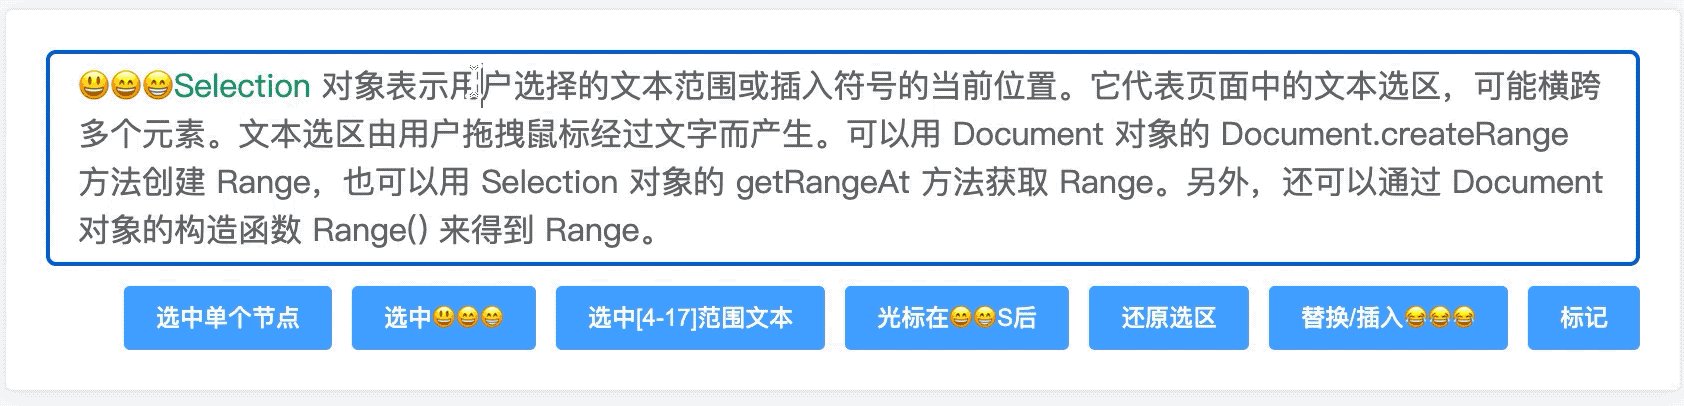 😃😄😁Selection 对象表示用户选择的文本范围或插入符号的当前位置。它代表页面中的文本选区，可能横跨
多个元素。文本选区由用户拖拽鼠标经过文字而产生。可以用 Document 对象的 Document.createRange
方法创建 Range，也可以用 Selection 对象的 getRangeAt 方法获取 Range。另外，还可以通过 Document
对象的构造函数 Range() 来得到 Range。
选中单个节点 选中😃😄😁 选中[4-17]范围文本 光标在😄😁S后 还原选区 替换/插入😂😂😂 标记